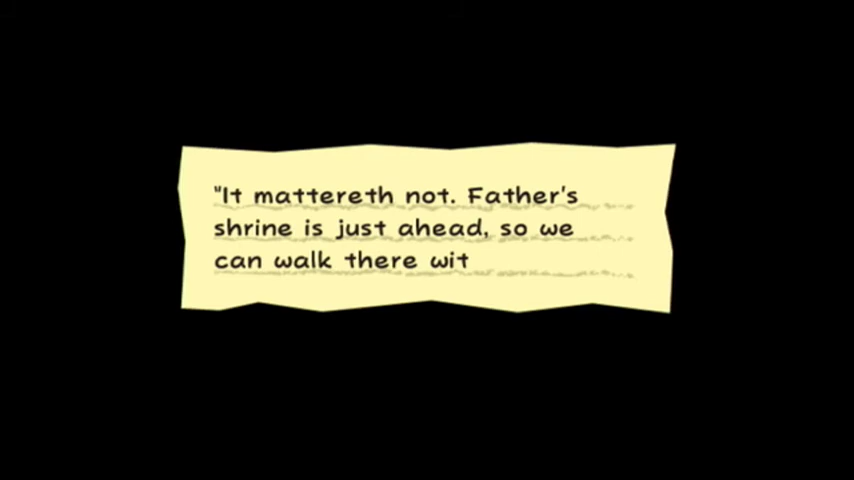 "It mattereth not. Father's
shrine is just ahead, so we
can walk there wit